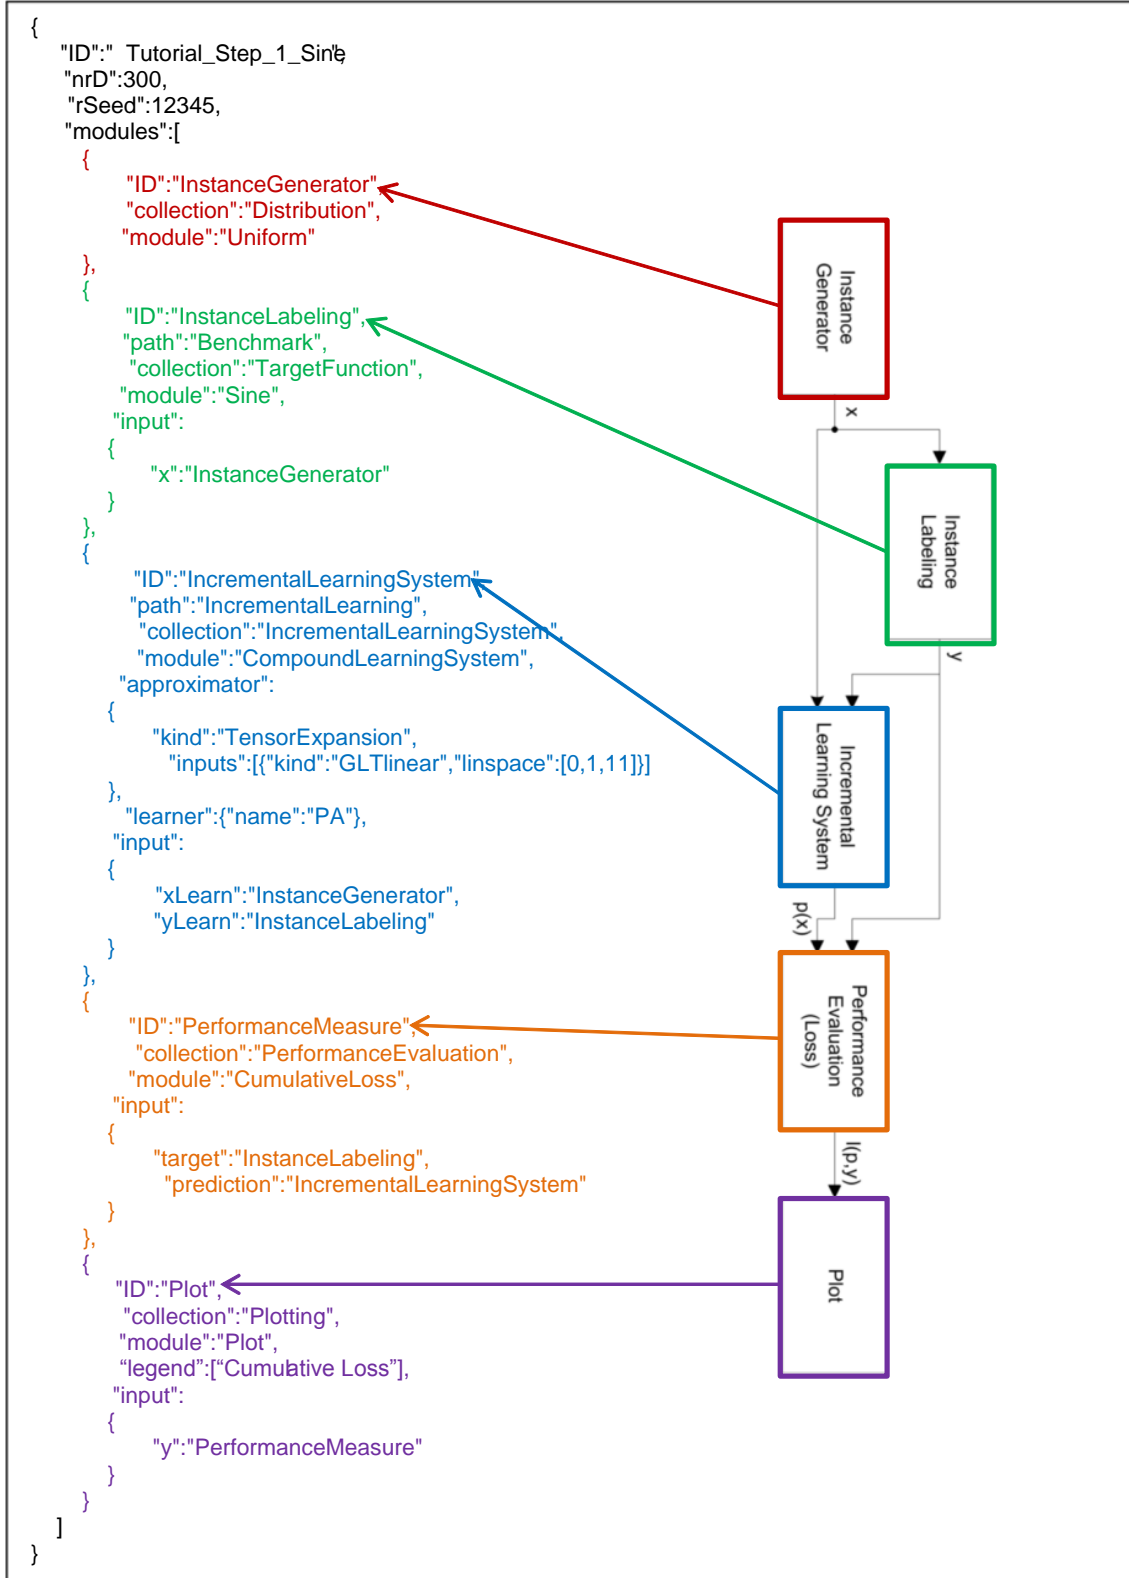 {
"ID":" Tutorial_Step_1_Sine",
"nrD":300,
"rSeed":12345,
"modules":[
{
"ID":"InstanceGenerator",
"collection":"Distribution",
"module":"Uniform"
},
{
"ID":"InstanceLabeling",
"path":"Benchmark",
"collection":"TargetFunction",
"module":"Sine",
"input":
{
"x":"InstanceGenerator"
}
},
{
"ID":"IncrementalLearningSystem",
"path":"IncrementalLearning",
"collection":"IncrementalLearningSystem",
"module":"CompoundLearningSystem",
"approximator":
{
"kind":"TensorExpansion",
"inputs":[{"kind":"GLTlinear","linspace":[0,1,11]}]
},
"learner":{"name":"PA"},
"input":
{
"xLearn":"InstanceGenerator",
"yLearn":"InstanceLabeling"
}
},
{
"ID":"PerformanceMeasure",
"collection":"PerformanceEvaluation",
"module":"CumulativeLoss",
"input":
{
"target":"InstanceLabeling",
"prediction":"IncrementalLearningSystem"
}
},
{
"ID":"Plot",
"collection":"Plotting",
"module":"Plot",
“legend”:[“Cumulative Loss”],
"input":
{
"y":"PerformanceMeasure"
}
}
]
}
Instance
Generator
x
Instance
Labeling
y
Incremental
Learning System
p(x)
Performance
Evaluation
(Loss)
l(p,y)
Plot